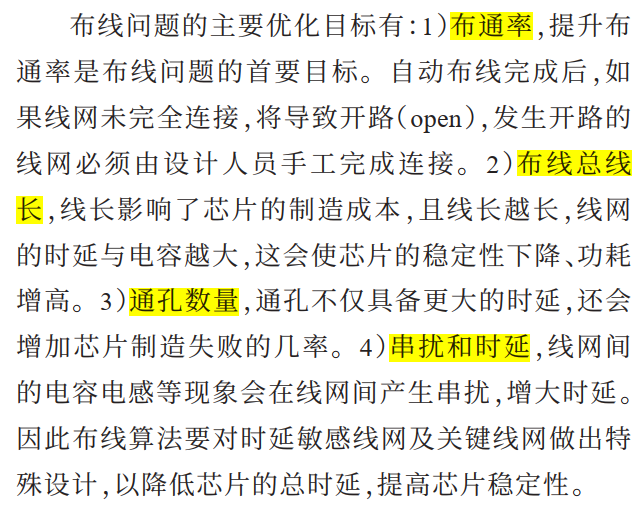 布线问题的主要优化目标有:1)布通率,提升布
通率是布线问题的首要目标。自动布线完成后,如
果线网未完全连接,将导致开路(open),发生开路的
线网必须由设计人员手工完成连接。2)布线总线
长,线长影响了芯片的制造成本,且线长越长,线网
的时延与电容越大,这会使芯片的稳定性下降、功耗
增高。3)通孔数量,通孔不仅具备更大的时延,还会
增加芯片制造失败的几率。4)串扰和时延,线网间
的电容电感等现象会在线网间产生串扰,增大时延。
因此布线算法要对时延敏感线网及关键线网做出特
殊设计,以降低芯片的总时延,提高芯片稳定性。